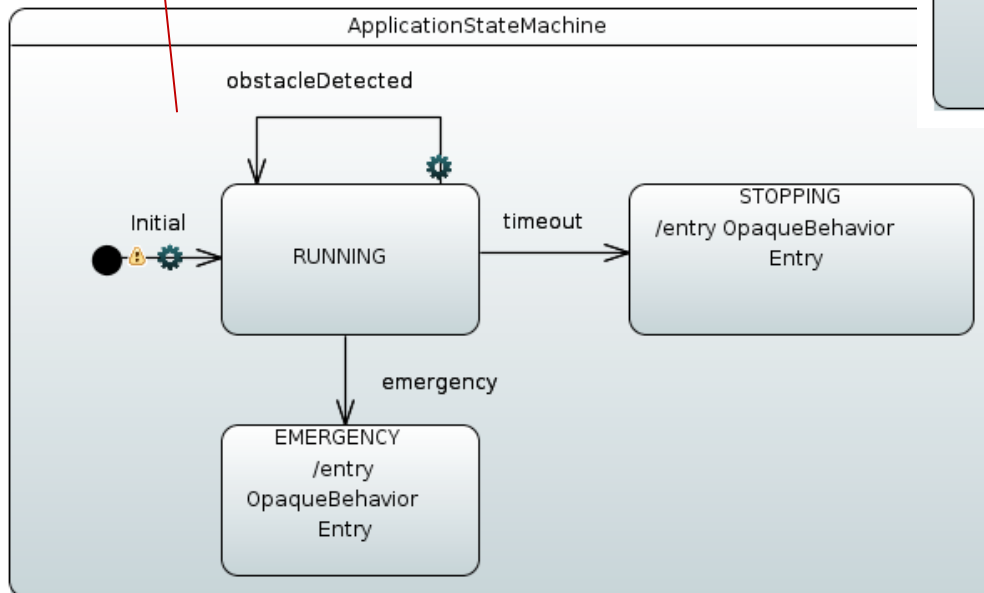 ApplicationStateMachine
obstacleDetected
Initial
RUNNING
timeout
STOPPING
/entry OpaqueBehavior
Entry
emergency
EMERGENCY
/entry
OpaqueBehavior
Entry